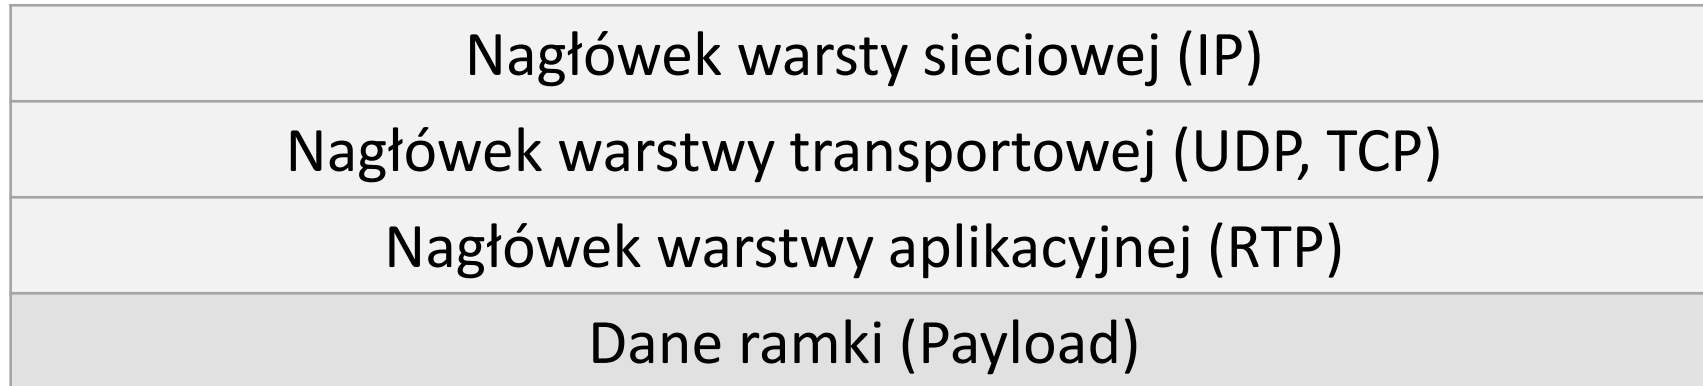 Nagłówek warsty sieciowej (IP)
Nagłówek warstwy transportowej (UDP, TCP)
Nagłówek warstwy aplikacyjnej (RTP)
Dane ramki (Payload)